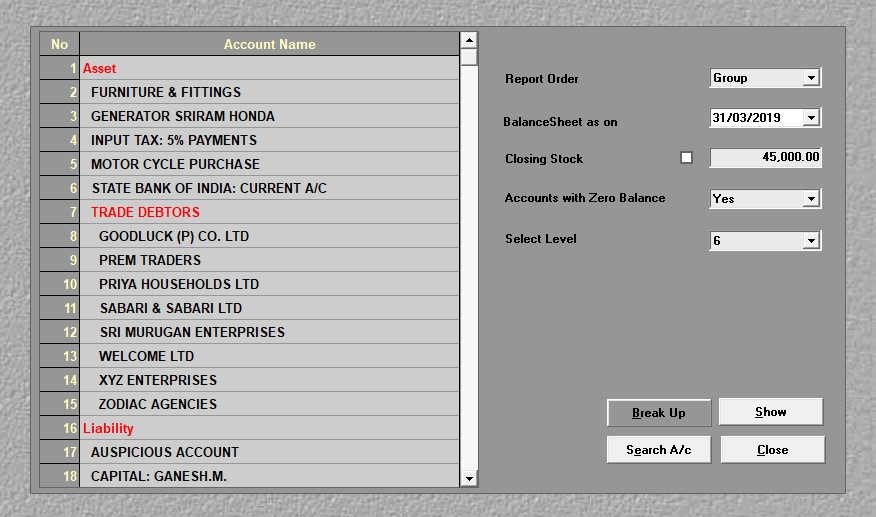 No Account Name
1 Asset
2 FURNITURE & FITTINGS
3 GENERATOR SRIRAM HONDA
4 INPUT TAX: 5% PAYMENTS
5 MOTOR CYCLE PURCHASE
6 STATE BANK OF INDIA: CURRENT A/C
7 TRADE DEBTORS
8 GOODLUCK (P) CO. LTD
9 PREM TRADERS
10 PRIYA HOUSEHOLDS LTD
11 SABARI & SABARI LTD
12 SRI MURUGAN ENTERPRISES
13 WELCOME LTD
14 XYZ ENTERPRISES
15 ZODIAC AGENCIES
16 Liability
17 AUSPICIOUS ACCOUNT
18 CAPITAL: GANESH.M.
Report Order Group
BalanceSheet as on 31/03/2019
Closing Stock 45,000.00
Accounts with Zero Balance Yes
Select Level 6
Break Up Show
Search A/c Close